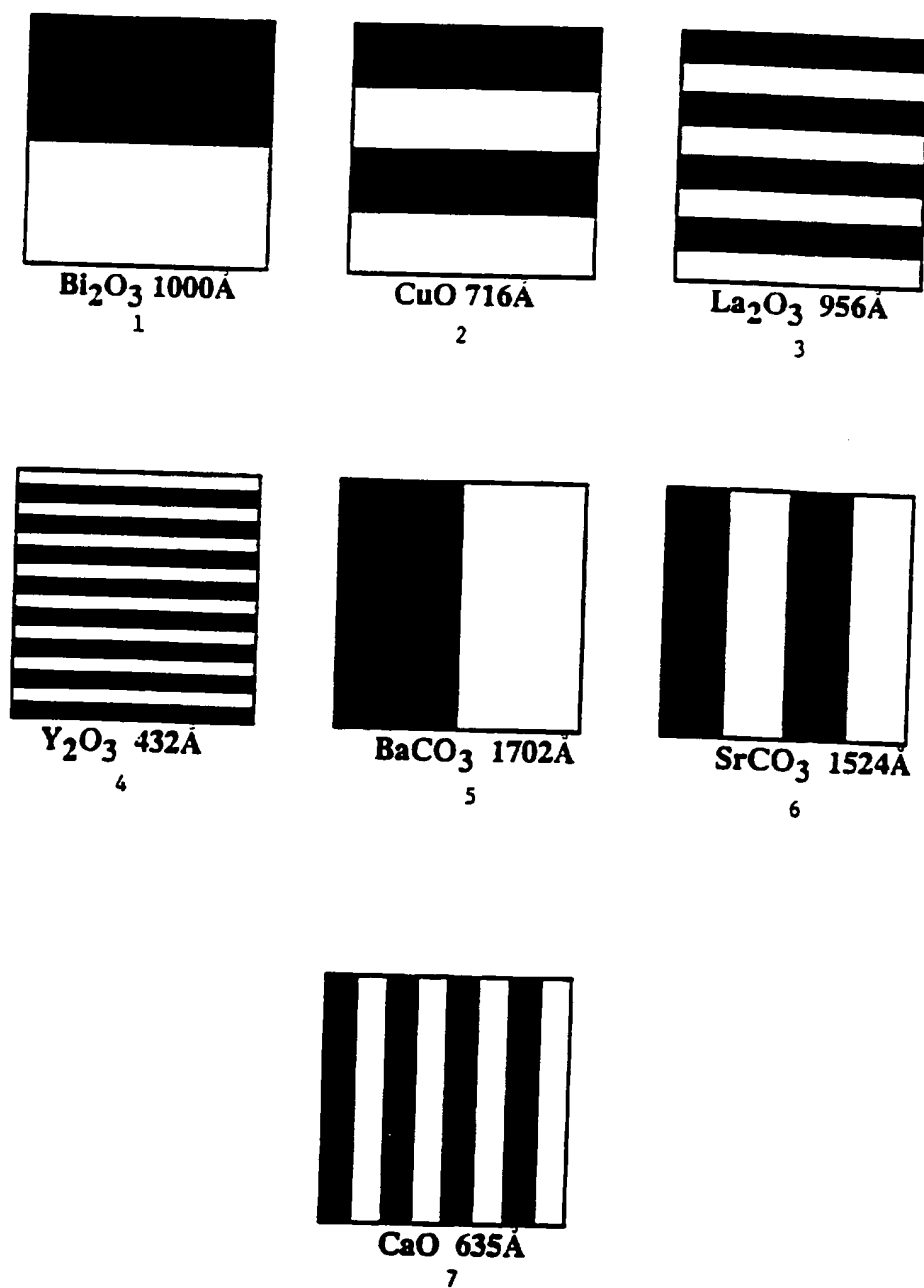 Bi₂O₃ 1000Å
1
CuO 716Å
2
La₂O₃ 956Å
3
Y₂O₃ 432Å
4
BaCO₃ 1702Å
5
SrCO₃ 1524Å
6
CaO 635Å
7